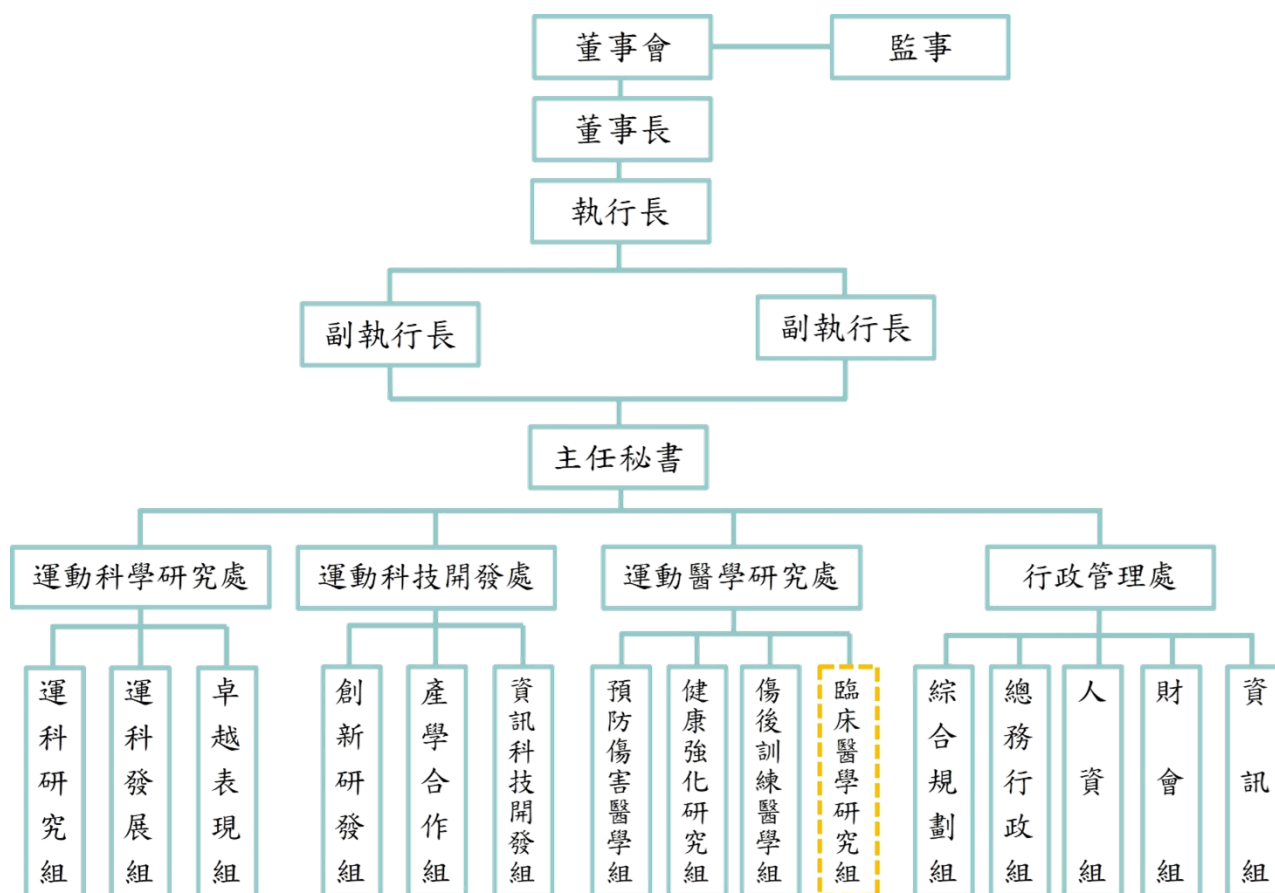 董事會
監事
董事長
執行長
副執行長
副執行長
主任秘書
運動科學研究處
運動科技開發處
運動醫學研究處
行政管理處
運科研究組
運科發展組
卓越表現組
創新研發組
產學合作組
資訊科技開發組
預防傷害醫學組
健康強化研究組
傷後訓練醫學組
臨床醫學研究組
綜合規劃組
總務行政組
人資組
財會組
資訊組